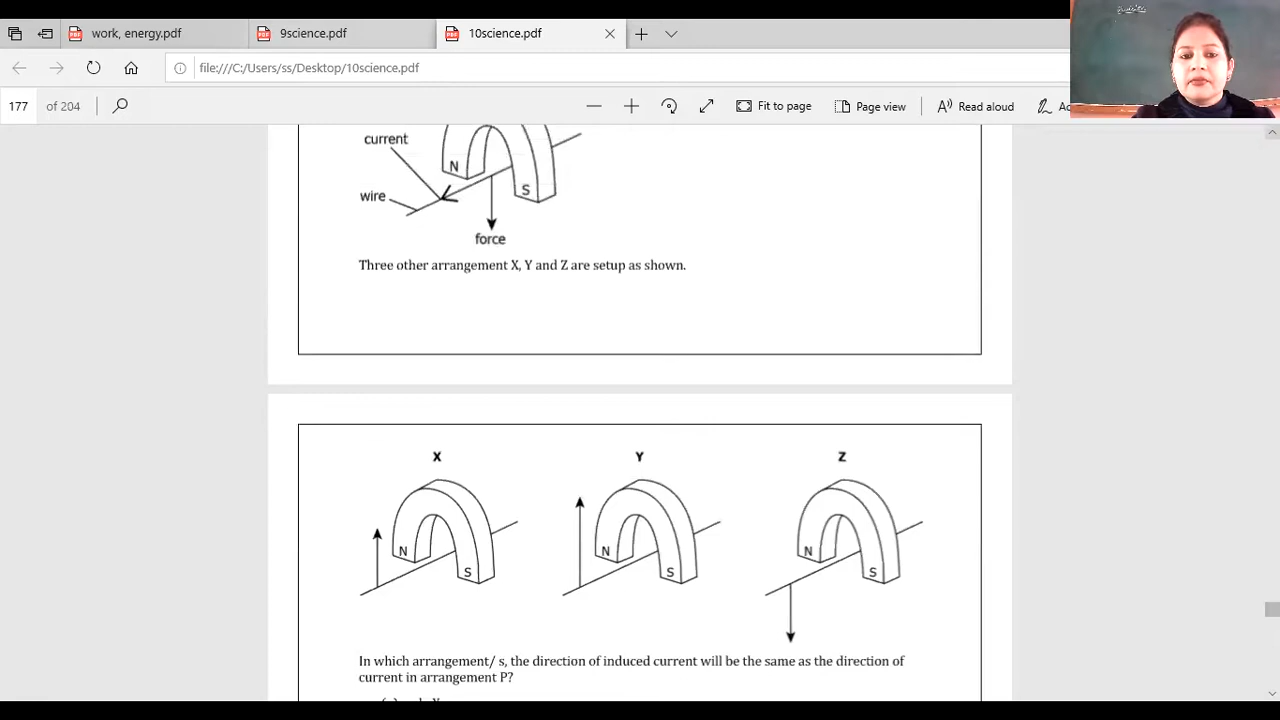 work, energy.pdf
9science.pdf
10science.pdf
file:///C:/Users/ss/Desktop/10science.pdf
177 of 204
Fit to page
Page view
Read aloud
current
N
S
wire
force
Three other arrangement X, Y and Z are setup as shown.
X Y Z
N S N S N S
In which arrangement/ s, the direction of induced current will be the same as the direction of
current in arrangement P?